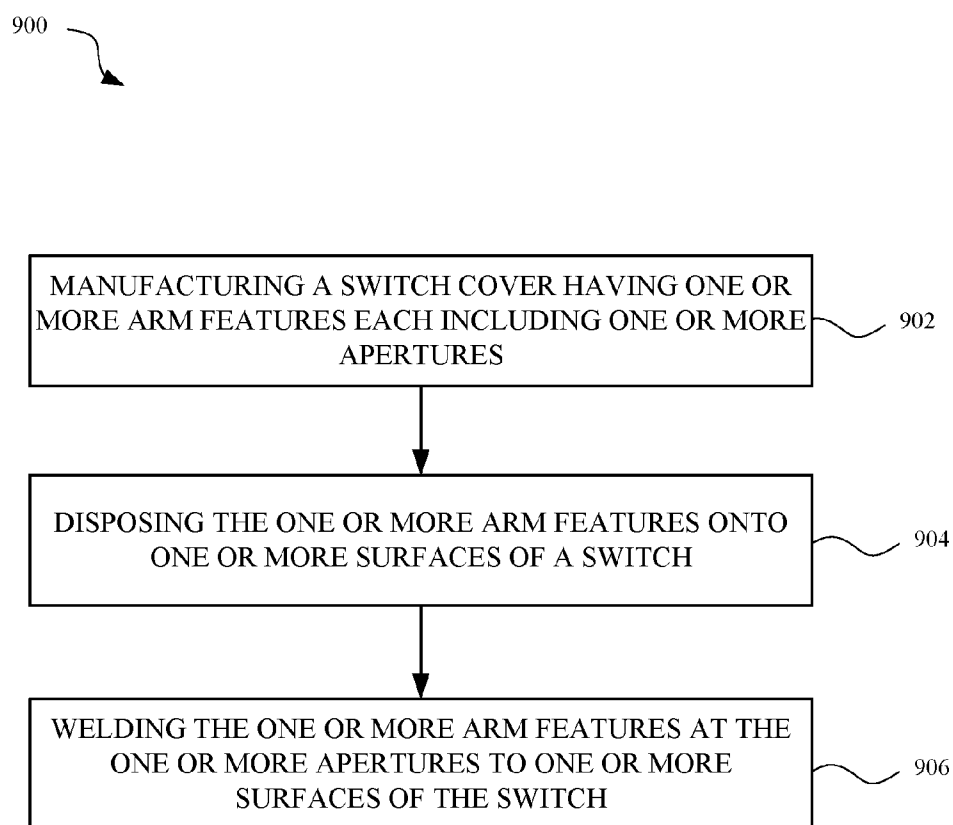 900
MANUFACTURING A SWITCH COVER HAVING ONE OR
MORE ARM FEATURES EACH INCLUDING ONE OR MORE
APERTURES
902
DISPOSING THE ONE OR MORE ARM FEATURES ONTO
ONE OR MORE SURFACES OF A SWITCH
904
WELDING THE ONE OR MORE ARM FEATURES AT THE
ONE OR MORE APERTURES TO ONE OR MORE
SURFACES OF THE SWITCH
906